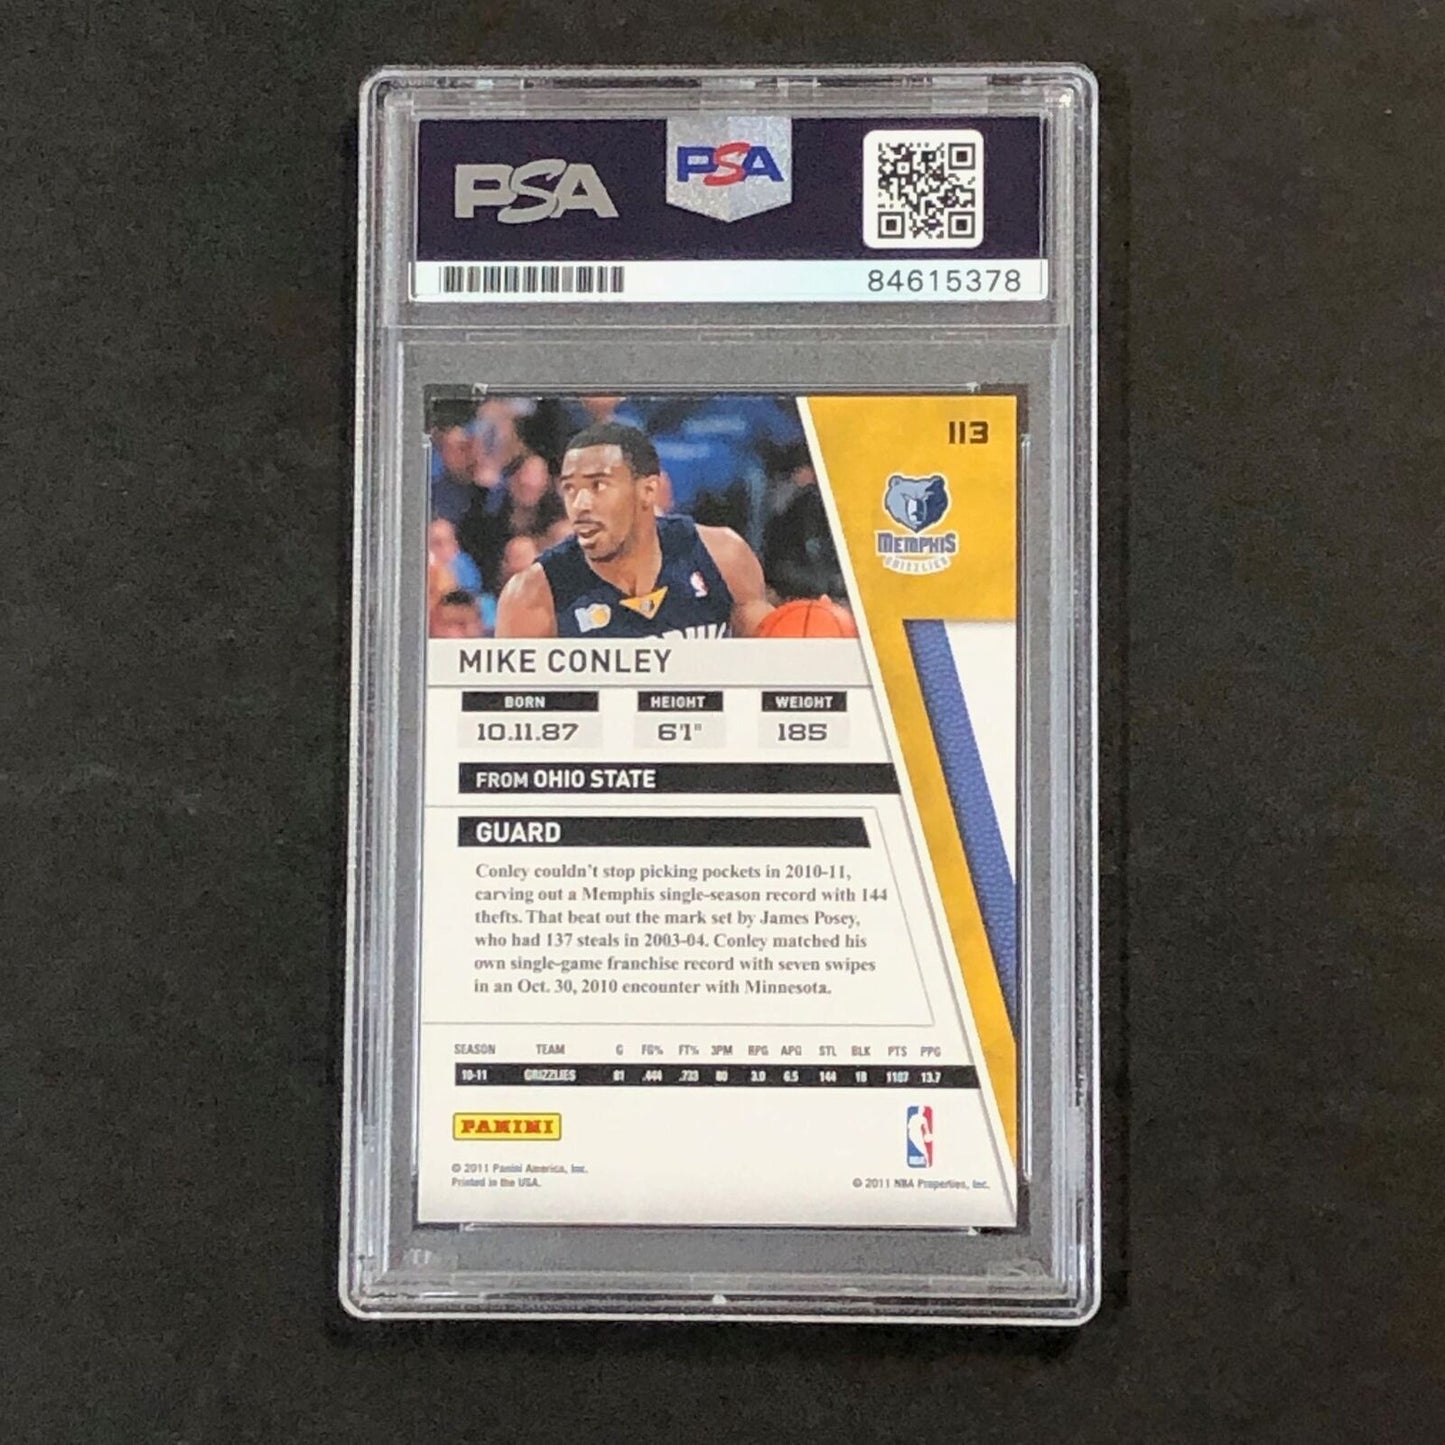 PSA
PSA
84615378
113
MEMPHIS
GRIZZLIES
MIKE CONLEY
BORN HEIGHT WEIGHT
10.11.87 6'1" 185
FROM OHIO STATE
GUARD
Conley couldn't stop picking pockets in 2010-11,
carving out a Memphis single-season record with 144
thefts. That beat out the mark set by James Posey,
who had 137 steals in 2003-04. Conley matched his
own single-game franchise record with seven swipes
in an Oct. 30, 2010 encounter with Minnesota.
SEASON TEAM G FG% FT% 3PM RPG APG STL BLK PTS PPG
10-11 GRIZZLIES 81 .444 .733 80 3.0 6.5 144 18 1107 13.7
PANINI
NBA
© 2011 Panini America, Inc.
Printed in the USA.
© 2011 NBA Properties, Inc.